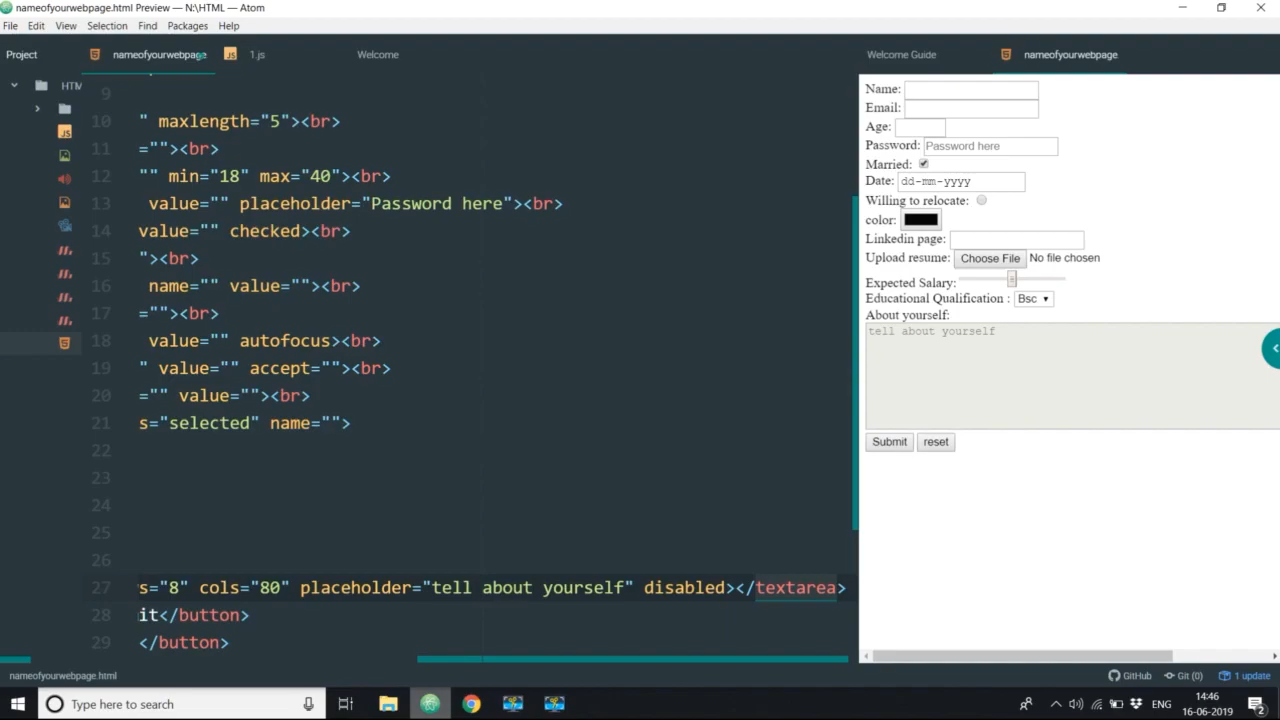 nameofyourwebpage.html Preview — N:\HTML — Atom
File Edit View Selection Find Packages Help
Project nameofyourwebpage 1.js Welcome Welcome Guide nameofyourwebpage
HTM
9
10 " maxlength="5"><br>
11 =""><br>
12 "" min="18" max="40"><br>
13 value="" placeholder="Password here"><br>
14 value="" checked><br>
15 "><br>
16 name="" value=""><br>
17 =""><br>
18 value="" autofocus><br>
19 " value="" accept=""><br>
20 ="" value=""><br>
21 s="selected" name="">
22
23
24
25
26
27 s="8" cols="80" placeholder="tell about yourself" disabled></textarea>
28 it</button>
29 </button>
Name:
Email:
Age:
Password: Password here
Married:
Date: dd-mm-yyyy
Willing to relocate:
color:
Linkedin page:
Upload resume: Choose File No file chosen
Expected Salary:
Educational Qualification : Bsc
About yourself:
tell about yourself
Submit reset
nameofyourwebpage.html GitHub Git (0) 1 update
Type here to search
ENG
14:46
16-06-2019
2